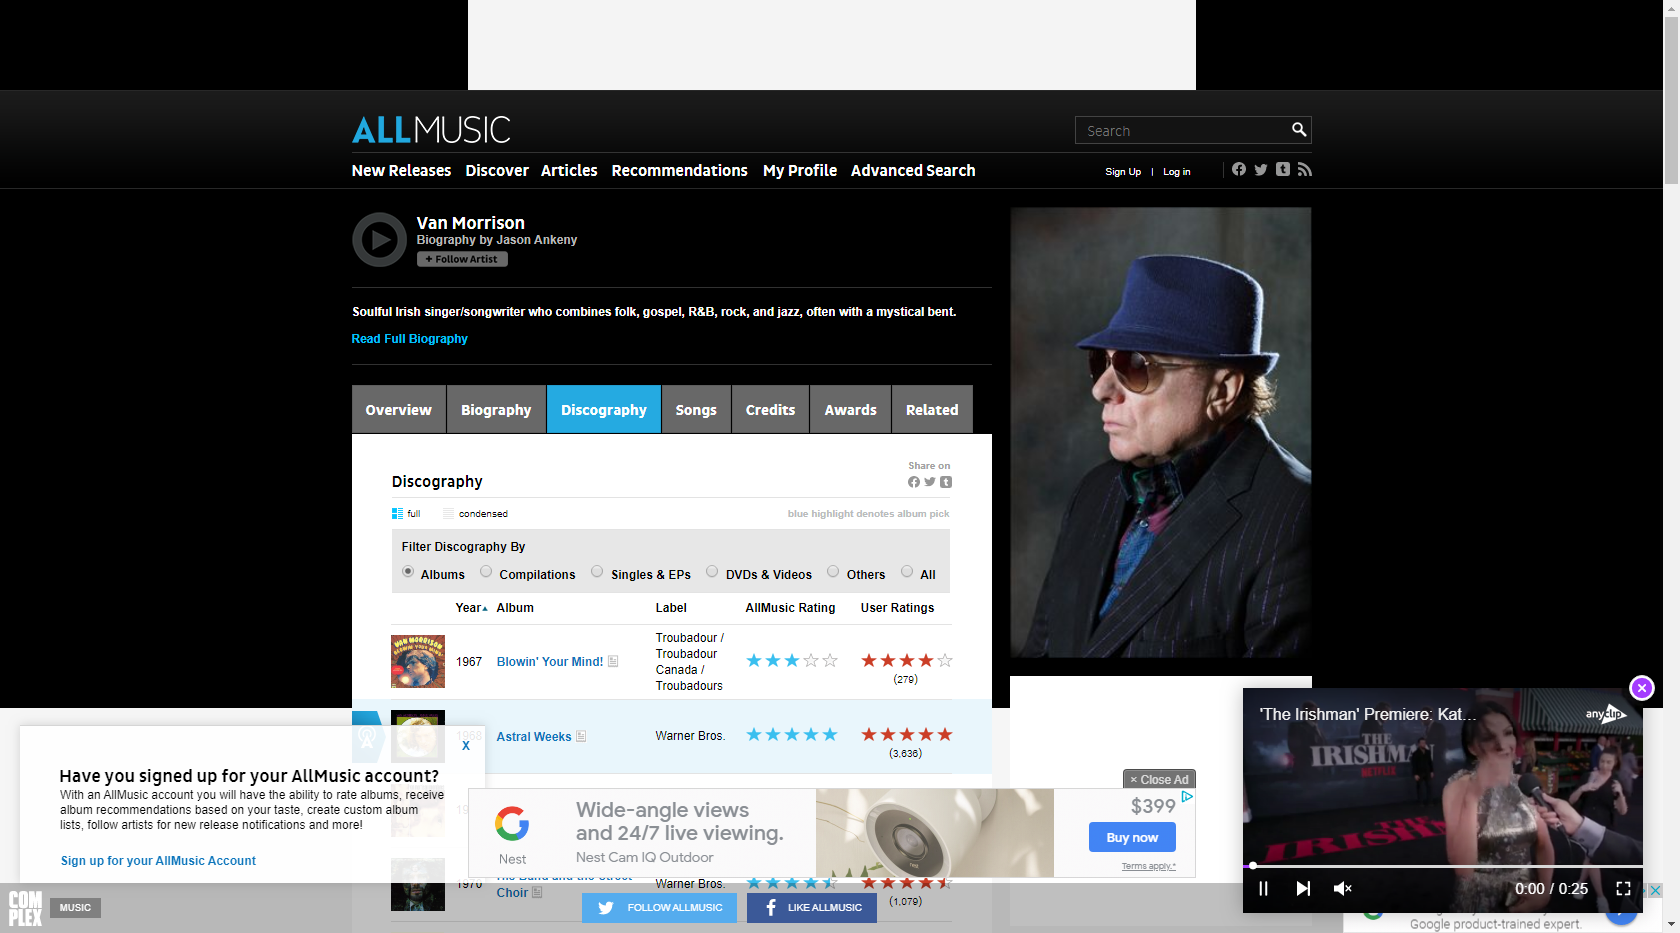 ALLMUSIC
Search
New Releases Discover Articles Recommendations My Profile Advanced Search
Sign Up | Log in
Van Morrison
Biography by Jason Ankeny
+ Follow Artist
Soulful Irish singer/songwriter who combines folk, gospel, R&B, rock, and jazz, often with a mystical bent.
Read Full Biography
Overview Biography Discography Songs Credits Awards Related
Share on
Discography
full condensed blue highlight denotes album pick
Filter Discography By
Albums Compilations Singles & EPs DVDs & Videos Others All
Year Album Label AllMusic Rating User Ratings
VAN MORRISON
BLOWIN' YOUR MIND!
1967 Blowin' Your Mind!
Troubadour /
Troubadour
Canada /
Troubadours
(279)
1968 Astral Weeks Warner Bros.
(3,636)
X
Have you signed up for your AllMusic account?
With an AllMusic account you will have the ability to rate albums, receive
album recommendations based on your taste, create custom album
lists, follow artists for new release notifications and more!
Sign up for your AllMusic Account
× Close Ad
Nest
Wide-angle views
and 24/7 live viewing.
Nest Cam IQ Outdoor
$399
Buy now
Terms apply.*
1970 His Band and the Street
Choir
Warner Bros.
(1,079)
COMPLEX
MUSIC
FOLLOW ALLMUSIC
LIKE ALLMUSIC
'The Irishman' Premiere: Kat...
anyclip
THE
IRISHMAN
NETFLIX
IRISHM
0:00 / 0:25
Google product-trained expert.